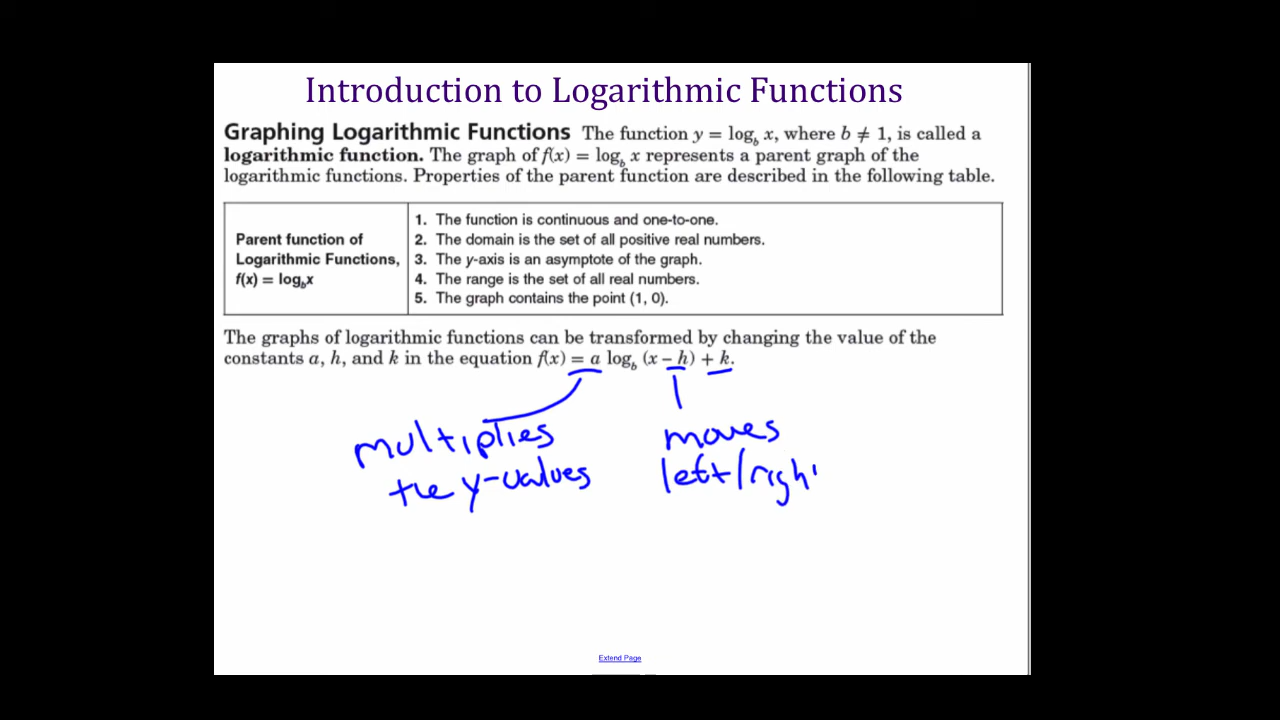 Introduction to Logarithmic Functions
Graphing Logarithmic Functions The function y = log_b x, where b ≠ 1, is called a
logarithmic function. The graph of f(x) = log_b x represents a parent graph of the
logarithmic functions. Properties of the parent function are described in the following table.
Parent function of
Logarithmic Functions,
f(x) = log_b x
1. The function is continuous and one-to-one.
2. The domain is the set of all positive real numbers.
3. The y-axis is an asymptote of the graph.
4. The range is the set of all real numbers.
5. The graph contains the point (1, 0).
The graphs of logarithmic functions can be transformed by changing the value of the
constants a, h, and k in the equation f(x) = a log_b (x – h) + k.
multiplies
the y-values
moves
left/righ
Extend Page